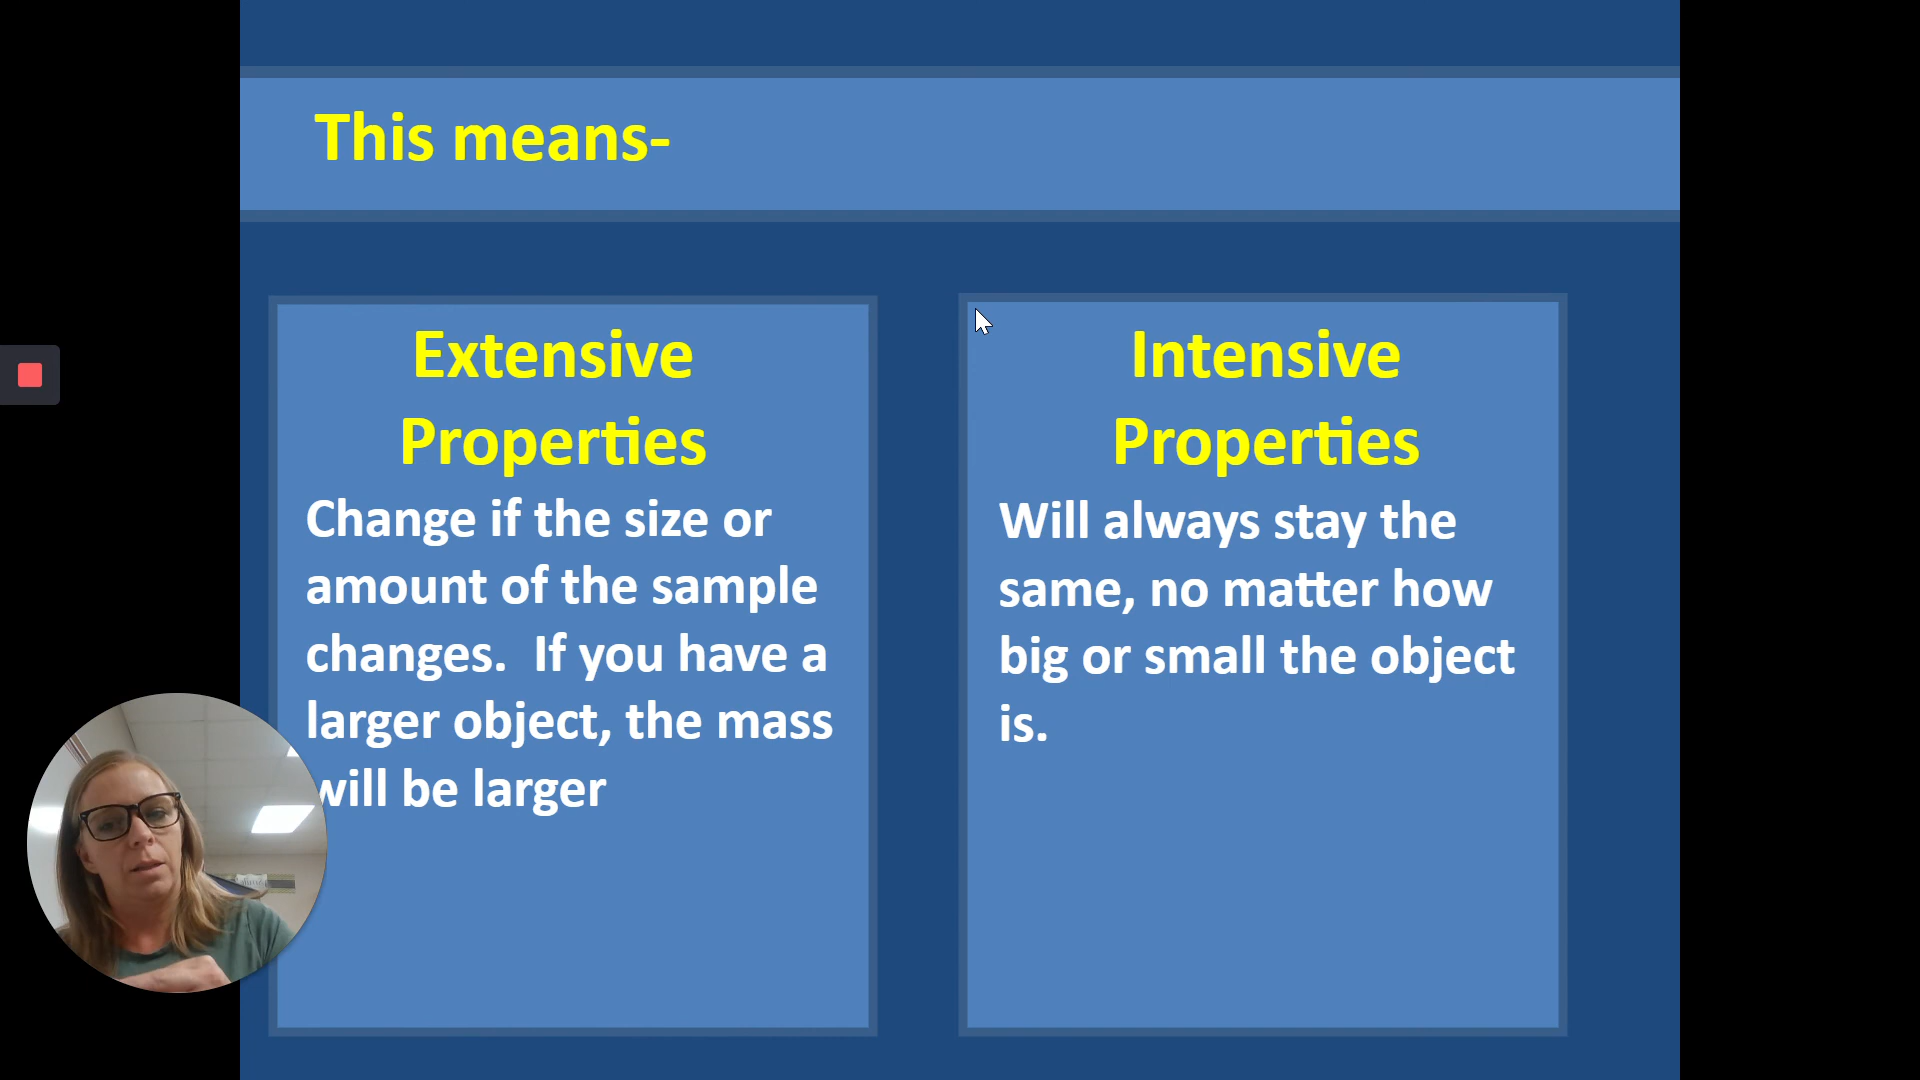 This means-
Extensive
Properties
Change if the size or
amount of the sample
changes.  If you have a
larger object, the mass
will be larger
Intensive
Properties
Will always stay the
same, no matter how
big or small the object
is.